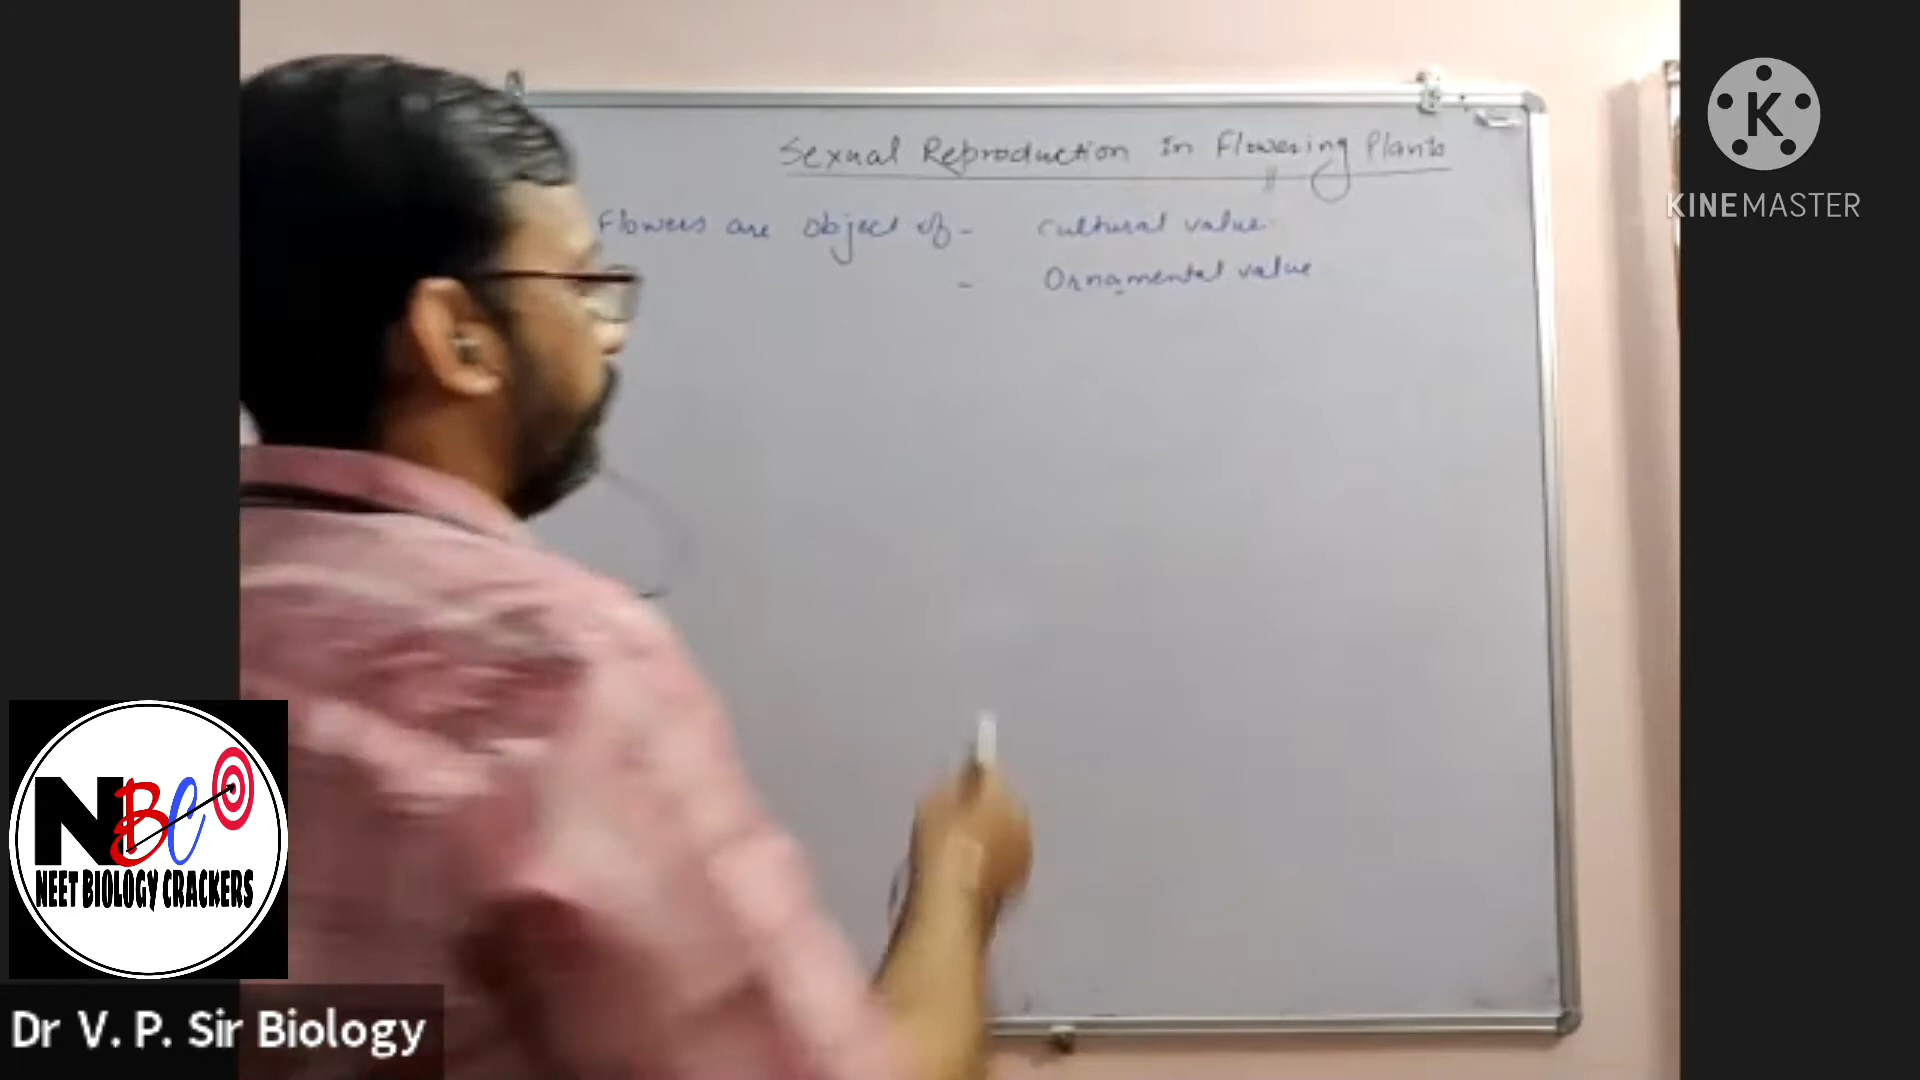 Sexual Reproduction In Flowering Plants
Flowers are object of - Cultural value.
- Ornamental value
K
KINEMASTER
NBC
NEET BIOLOGY CRACKERS
Dr V. P. Sir Biology